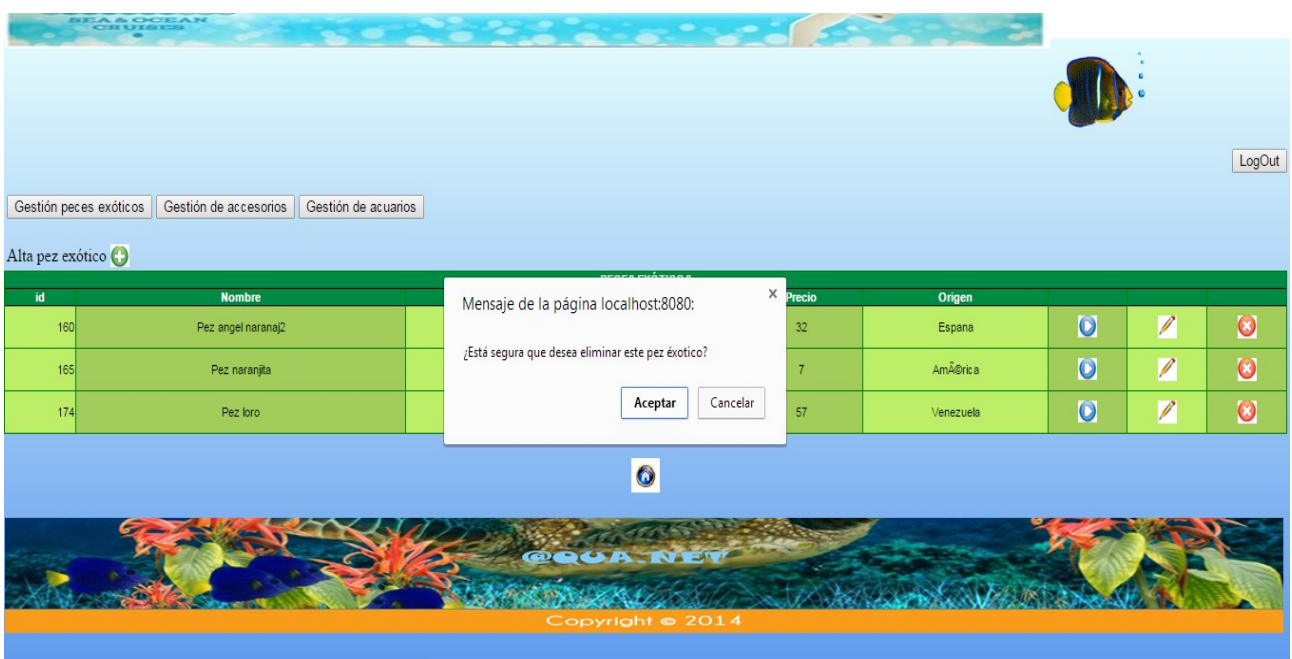 SEA & OCEAN
CRUISES
LogOut
Gestión peces exóticos Gestión de accesorios Gestión de acuarios
Alta pez exótico
id Nombre Precio Origen
160 Pez angel naranaj2 32 Espana
165 Pez naranjita 7 AmÃ©rica
174 Pez loro 57 Venezuela
Mensaje de la página localhost:8080:
x
¿Está segura que desea eliminar este pez éxotico?
Aceptar Cancelar
@QUA.NET
Copyright © 2014